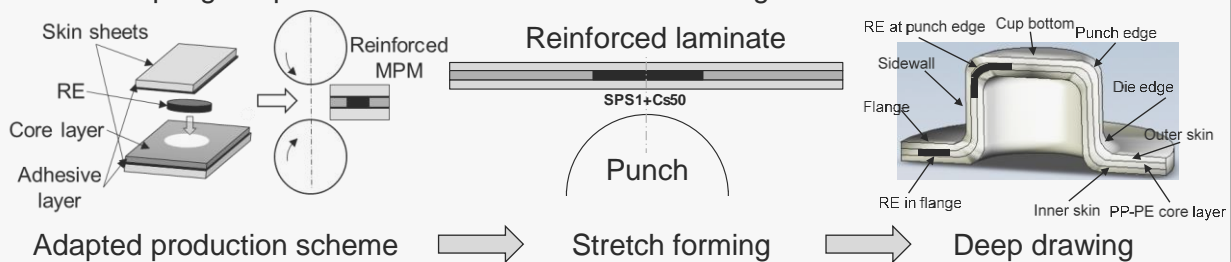 Skin sheets
RE
Core layer
Adhesive
layer
Reinforced
MPM
Reinforced laminate
SPS1+Cs50
Punch
RE at punch edge
Cup bottom
Punch edge
Sidewall
Die edge
Flange
Outer skin
RE in flange
Inner skin
PP-PE core layer
Adapted production scheme
Stretch forming
Deep drawing